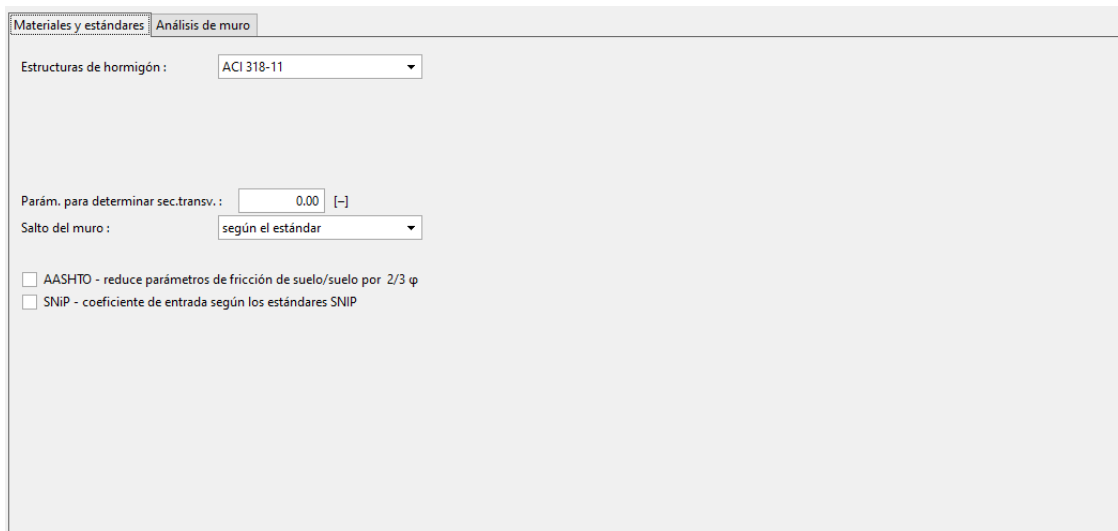 Materiales y estándares Análisis de muro
Estructuras de hormigón : ACI 318-11
Parám. para determinar sec.transv. : 0.00 [–]
Salto del muro : según el estándar
AASHTO - reduce parámetros de fricción de suelo/suelo por 2/3 φ
SNiP - coeficiente de entrada según los estándares SNIP